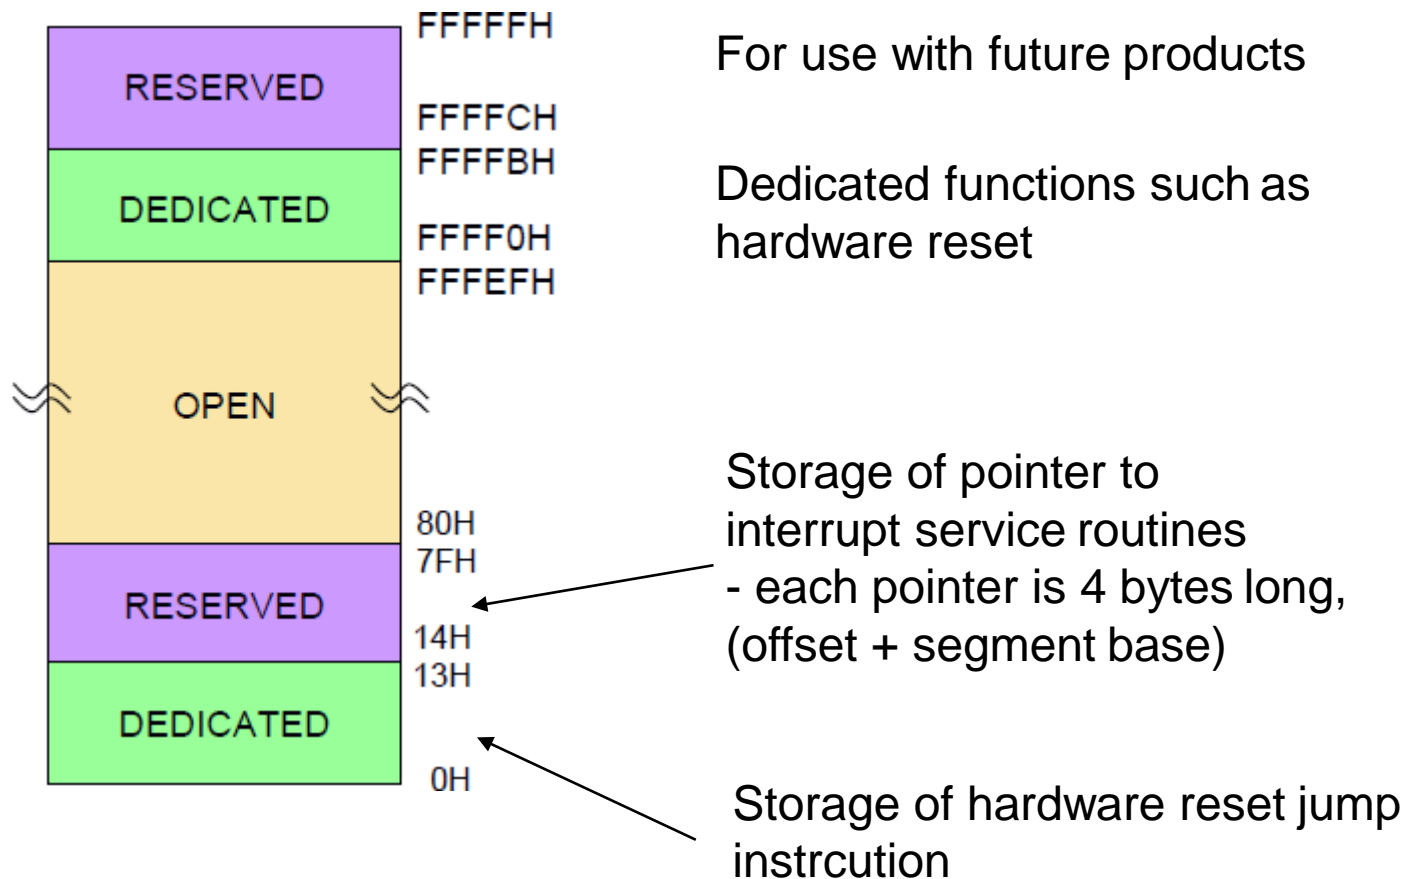 FFFFFH
For use with future products
RESERVED
FFFFCH
FFFFBH
Dedicated functions such as
hardware reset
DEDICATED
FFFF0H
FFFEFH
OPEN
Storage of pointer to
interrupt service routines
- each pointer is 4 bytes long,
(offset + segment base)
80H
7FH
RESERVED
14H
13H
DEDICATED
0H
Storage of hardware reset jump
instrcution